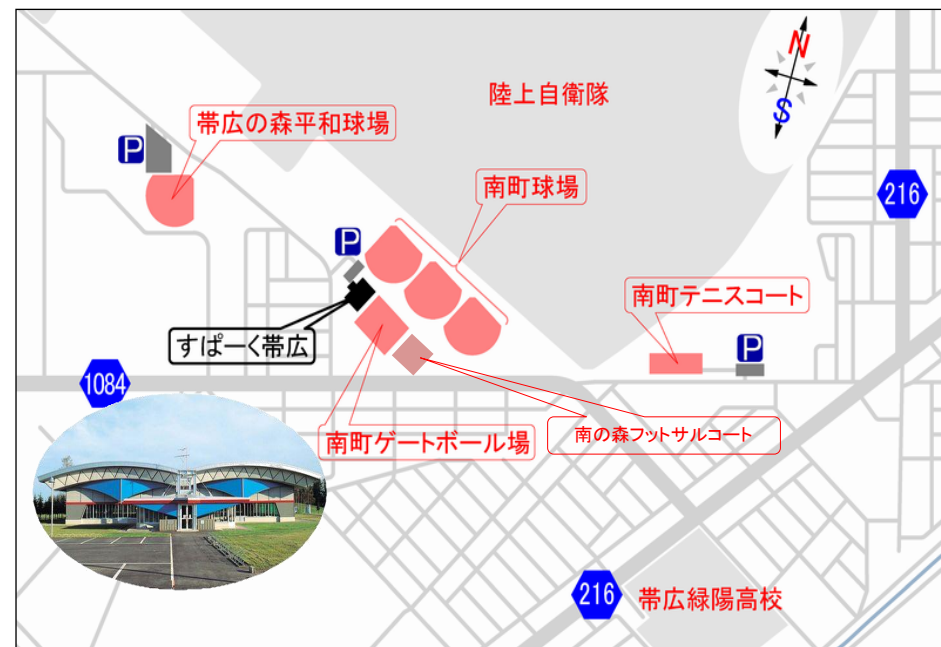 N
S
陸上自衛隊
帯広の森平和球場
P
216
南町球場
P
南町テニスコート
すぱーく帯広
P
1084
南町ゲートボール場
南の森フットサルコート
216
帯広緑陽高校